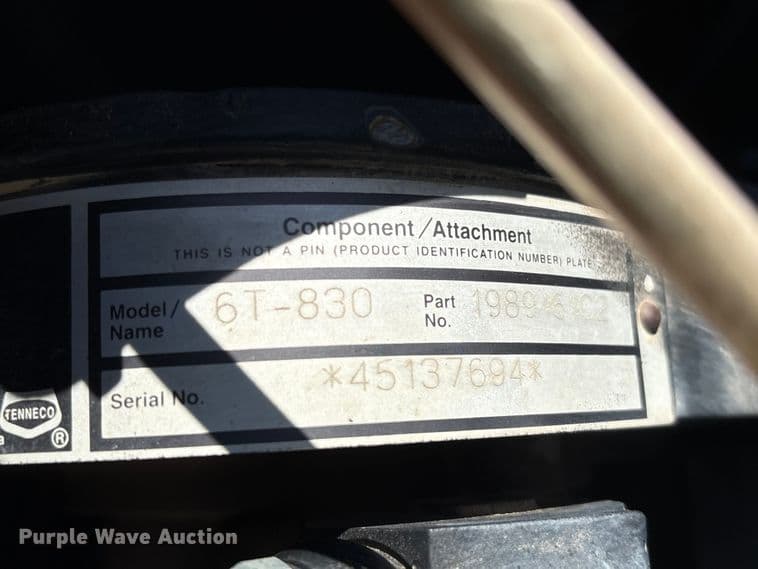 Component/Attachment
THIS IS NOT A PIN (PRODUCT IDENTIFICATION NUMBER) PLATE
Model/ Name 6T-830 Part No.
Serial No. *45137694*
TENNECO
®
Purple Wave Auction